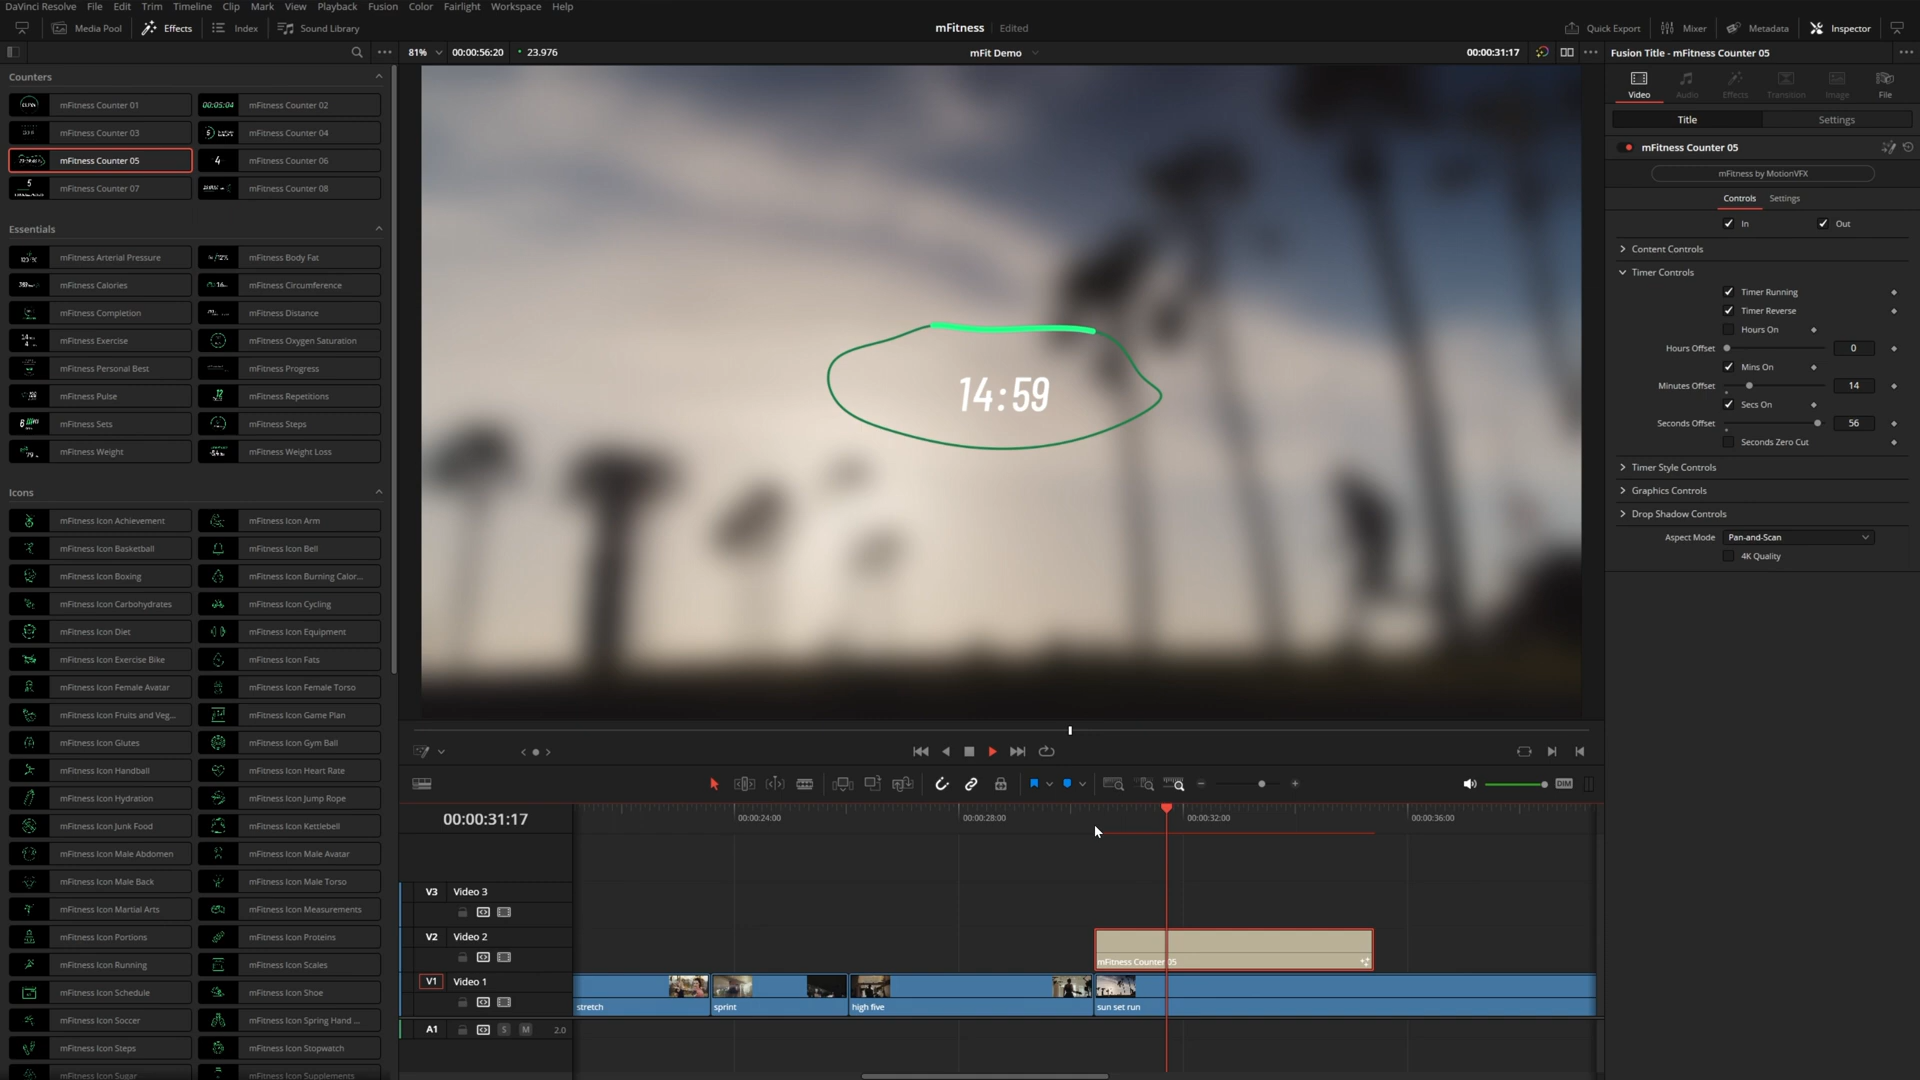 DaVinci Resolve File Edit Trim Timeline Clip Mark View Playback Fusion Color Fairlight Workspace Help
Media Pool Effects Index Sound Library mFitness Edited Quick Export Mixer Metadata Inspector
81% 00:00:56:20 23.976 mFit Demo 00:00:31:17 Fusion Title - mFitness Counter 05
Counters
mFitness Counter 01 00:05:04 mFitness Counter 02
mFitness Counter 03 mFitness Counter 04
mFitness Counter 05 4 mFitness Counter 06
5 mFitness Counter 07 mFitness Counter 08
Essentials
mFitness Arterial Pressure mFitness Body Fat
mFitness Calories mFitness Circumference
mFitness Completion mFitness Distance
mFitness Exercise mFitness Oxygen Saturation
mFitness Personal Best mFitness Progress
mFitness Pulse 12 mFitness Repetitions
mFitness Sets mFitness Steps
mFitness Weight mFitness Weight Loss
Icons
mFitness Icon Achievement mFitness Icon Arm
mFitness Icon Basketball mFitness Icon Bell
mFitness Icon Boxing mFitness Icon Burning Calor...
mFitness Icon Carbohydrates mFitness Icon Cycling
mFitness Icon Diet mFitness Icon Equipment
mFitness Icon Exercise Bike mFitness Icon Fats
mFitness Icon Female Avatar mFitness Icon Female Torso
mFitness Icon Fruits and Veg... mFitness Icon Game Plan
mFitness Icon Glutes mFitness Icon Gym Ball
mFitness Icon Handball mFitness Icon Heart Rate
mFitness Icon Hydration mFitness Icon Jump Rope
mFitness Icon Junk Food mFitness Icon Kettlebell
mFitness Icon Male Abdomen mFitness Icon Male Avatar
mFitness Icon Male Back mFitness Icon Male Torso
mFitness Icon Martial Arts mFitness Icon Measurements
mFitness Icon Portions mFitness Icon Proteins
mFitness Icon Running mFitness Icon Scales
mFitness Icon Schedule mFitness Icon Shoe
mFitness Icon Soccer mFitness Icon Spring Hand ...
mFitness Icon Steps mFitness Icon Stopwatch
mFitness Icon Sugar mFitness Icon Supplements
14:59
Video Audio Effects Transition Image File
Title Settings
mFitness Counter 05
mFitness by MotionVFX
Controls Settings
In Out
Content Controls
Timer Controls
Timer Running
Timer Reverse
Hours On
Hours Offset 0
Mins On
Minutes Offset 14
Secs On
Seconds Offset 56
Seconds Zero Cut
Timer Style Controls
Graphics Controls
Drop Shadow Controls
Aspect Mode Pan-and-Scan
4K Quality
DIM
00:00:31:17 00:00:24:00 00:00:28:00 00:00:32:00 00:00:36:00
V3 Video 3
V2 Video 2
mFitness Counter 05
V1 Video 1
stretch sprint high five sun set run
A1 S M 2.0